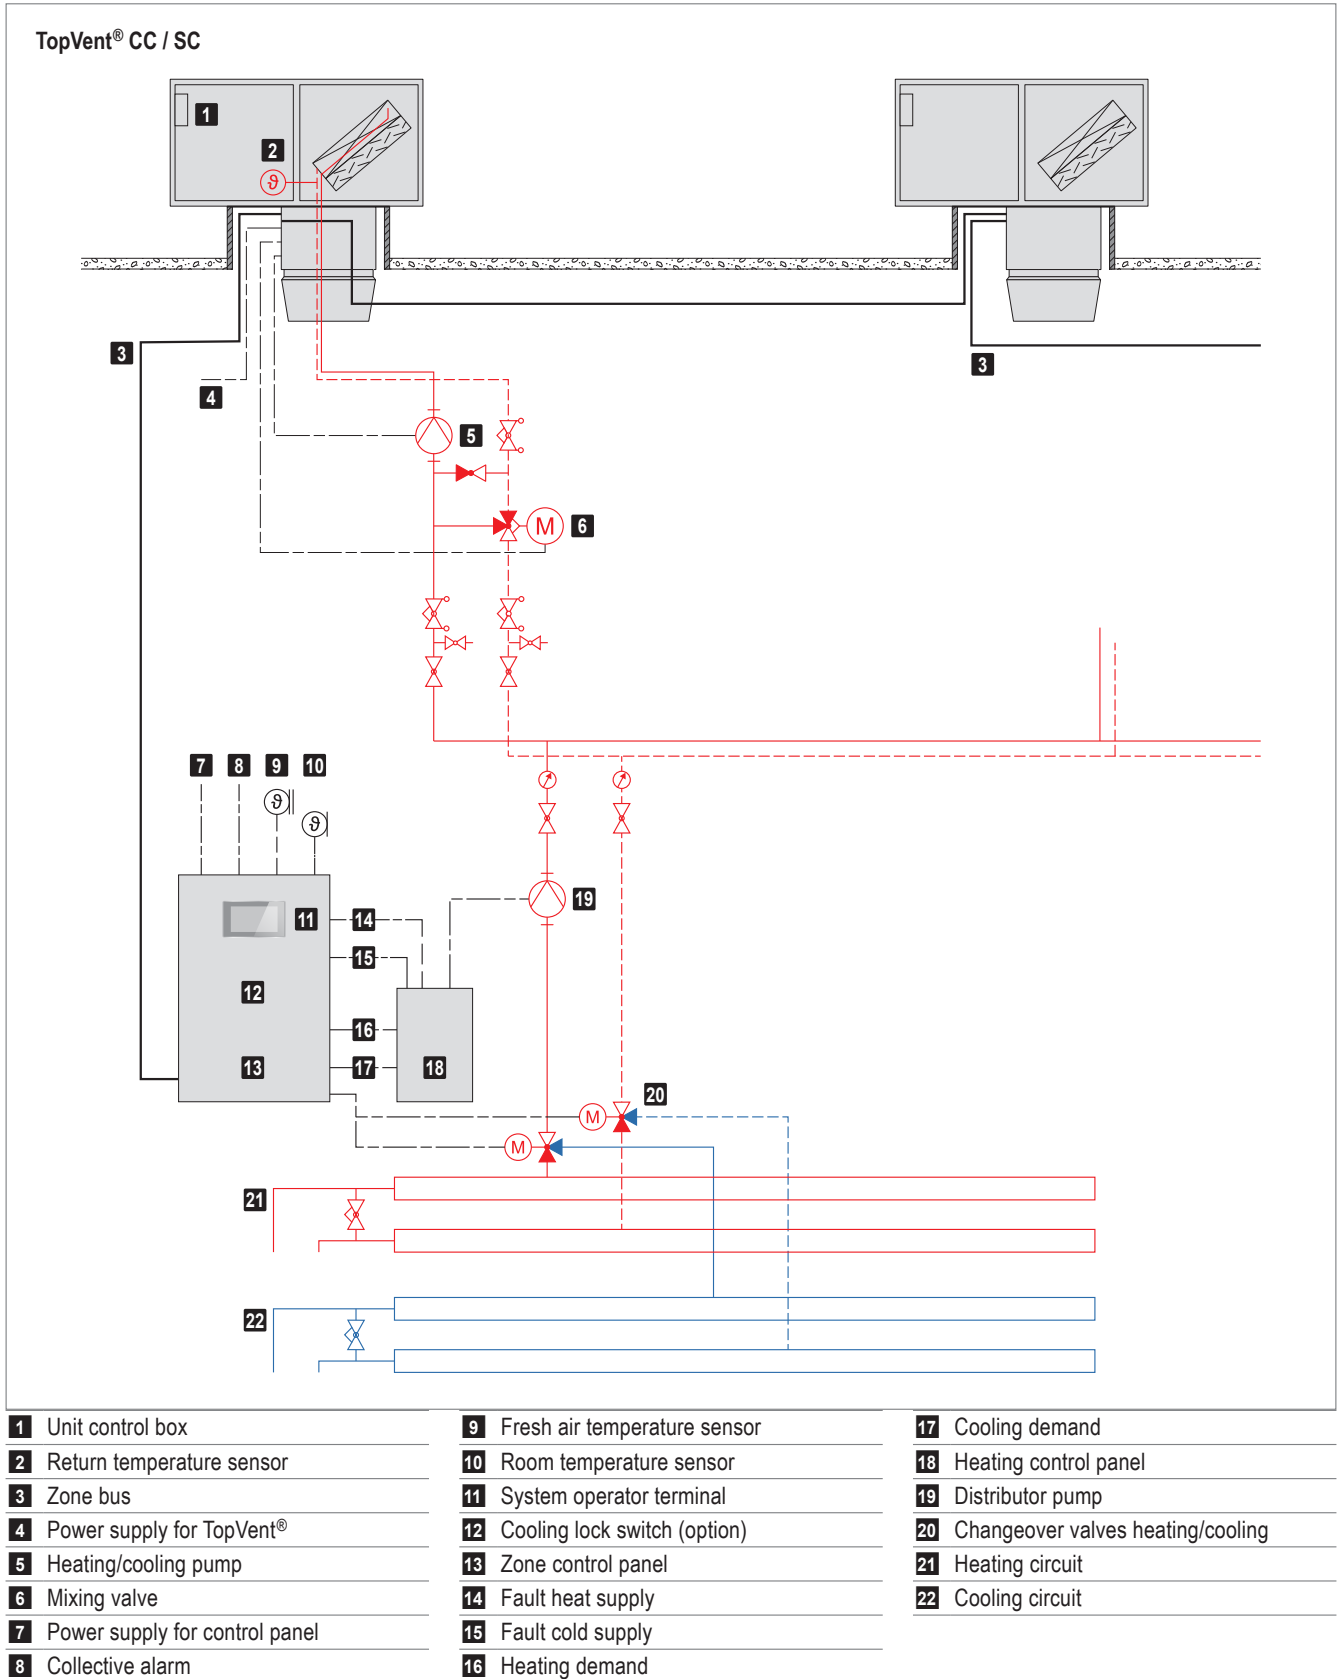 TopVent® CC / SC
1
2
ϑ
3
4
3
5
M
6
7
8
9
10
ϑ
ϑ
11
14
19
15
12
16
13
17
18
20
M
M
21
22
1 Unit control box
2 Return temperature sensor
3 Zone bus
4 Power supply for TopVent®
5 Heating/cooling pump
6 Mixing valve
7 Power supply for control panel
8 Collective alarm
9 Fresh air temperature sensor
10 Room temperature sensor
11 System operator terminal
12 Cooling lock switch (option)
13 Zone control panel
14 Fault heat supply
15 Fault cold supply
16 Heating demand
17 Cooling demand
18 Heating control panel
19 Distributor pump
20 Changeover valves heating/cooling
21 Heating circuit
22 Cooling circuit